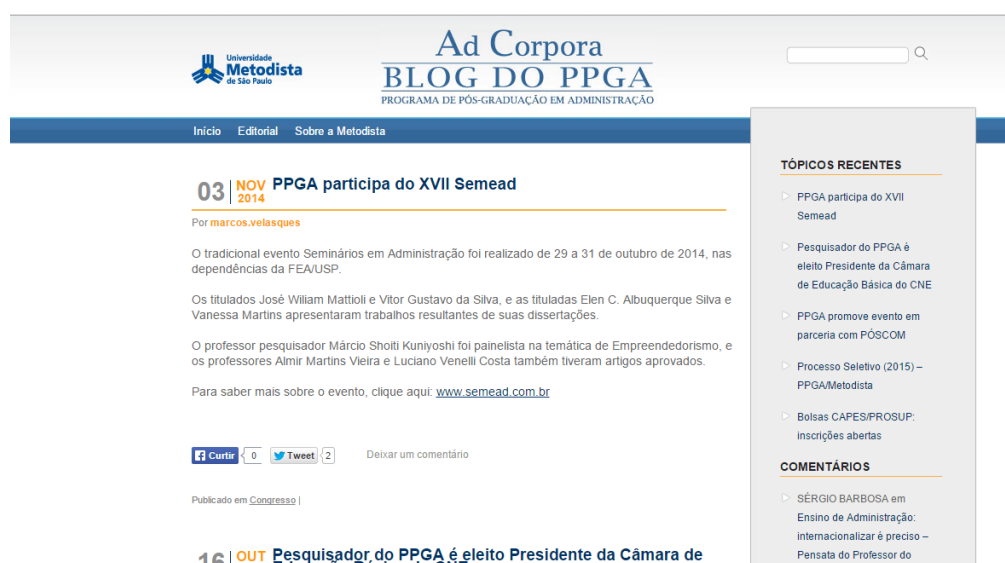 Universidade
Metodista
de São Paulo
Ad Corpora
BLOG DO PPGA
PROGRAMA DE PÓS-GRADUAÇÃO EM ADMINISTRAÇÃO
Início Editorial Sobre a Metodista
03 NOV 2014 PPGA participa do XVII Semead
Por marcos.velasques
O tradicional evento Seminários em Administração foi realizado de 29 a 31 de outubro de 2014, nas
dependências da FEA/USP.
Os titulados José Wiliam Mattioli e Vitor Gustavo da Silva, e as tituladas Elen C. Albuquerque Silva e
Vanessa Martins apresentaram trabalhos resultantes de suas dissertações.
O professor pesquisador Márcio Shoiti Kuniyoshi foi painelista na temática de Empreendedorismo, e
os professores Almir Martins Vieira e Luciano Venelli Costa também tiveram artigos aprovados.
Para saber mais sobre o evento, clique aqui: www.semead.com.br
Curtir 0 Tweet 2 Deixar um comentário
Publicado em Congresso |
16 OUT Pesquisador do PPGA é eleito Presidente da Câmara de
TÓPICOS RECENTES
PPGA participa do XVII
Semead
Pesquisador do PPGA é
eleito Presidente da Câmara
de Educação Básica do CNE
PPGA promove evento em
parceria com PÓSCOM
Processo Seletivo (2015) –
PPGA/Metodista
Bolsas CAPES/PROSUP:
inscrições abertas
COMENTÁRIOS
SÉRGIO BARBOSA em
Ensino de Administração:
internacionalizar é preciso –
Pensata do Professor do